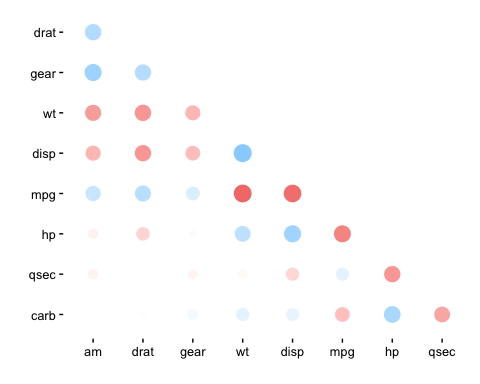 drat
gear
wt
disp
mpg
hp
qsec
carb
am drat gear wt disp mpg hp qsec